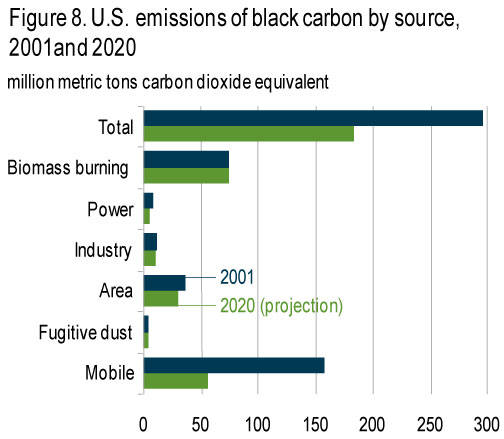 Figure 8. U.S. emissions of black carbon by source,
2001and 2020
million metric tons carbon dioxide equivalent
Total
Biomass burning
Power
Industry
Area
2001
2020 (projection)
Fugitive dust
Mobile
0 50 100 150 200 250 300